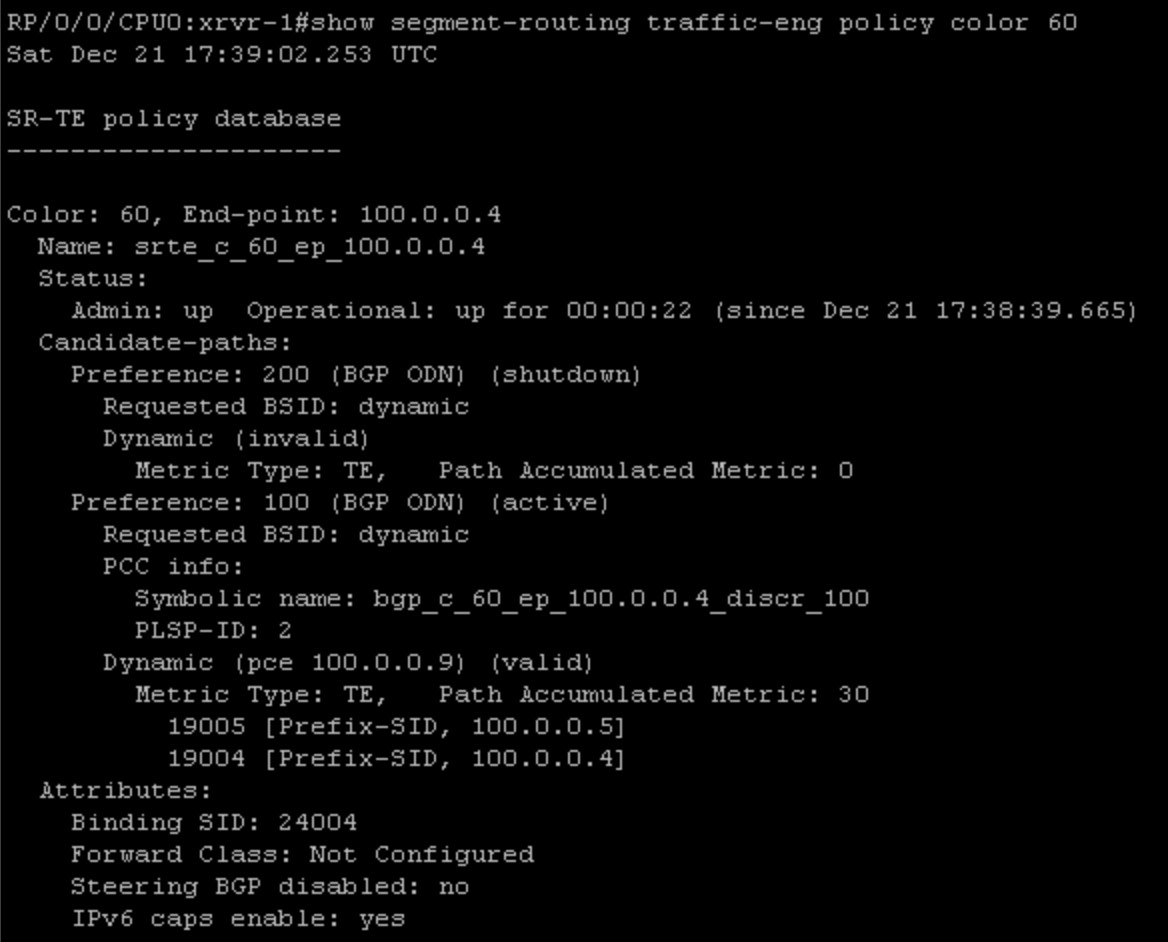 RP/0/0/CPU0:xrvr-1#show segment-routing traffic-eng policy color 60
Sat Dec 21 17:39:02.253 UTC

SR-TE policy database
---------------------

Color: 60, End-point: 100.0.0.4
  Name: srte_c_60_ep_100.0.0.4
  Status:
    Admin: up  Operational: up for 00:00:22 (since Dec 21 17:38:39.665)
  Candidate-paths:
    Preference: 200 (BGP ODN) (shutdown)
      Requested BSID: dynamic
      Dynamic (invalid)
        Metric Type: TE,   Path Accumulated Metric: 0
    Preference: 100 (BGP ODN) (active)
      Requested BSID: dynamic
      PCC info:
        Symbolic name: bgp_c_60_ep_100.0.0.4_discr_100
        PLSP-ID: 2
      Dynamic (pce 100.0.0.9) (valid)
        Metric Type: TE,   Path Accumulated Metric: 30
          19005 [Prefix-SID, 100.0.0.5]
          19004 [Prefix-SID, 100.0.0.4]
  Attributes:
    Binding SID: 24004
    Forward Class: Not Configured
    Steering BGP disabled: no
    IPv6 caps enable: yes